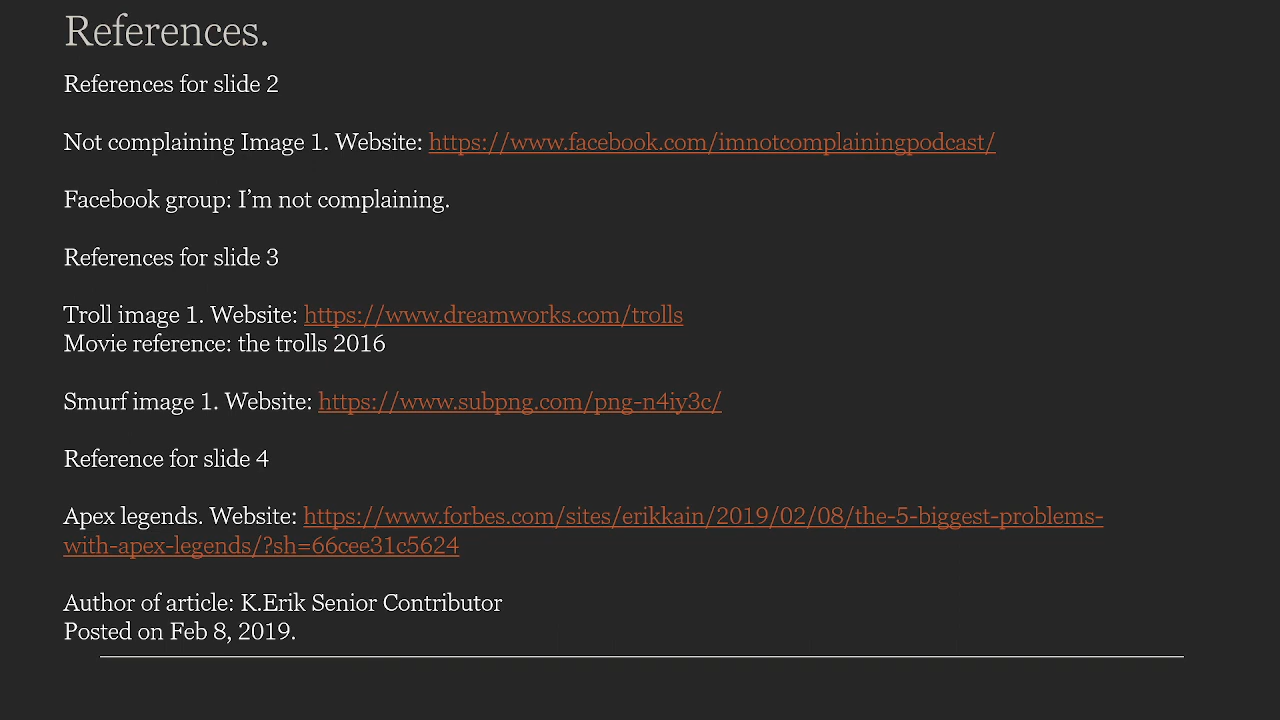 References.
References for slide 2
Not complaining Image 1. Website: https://www.facebook.com/imnotcomplainingpodcast/
Facebook group: I’m not complaining.
References for slide 3
Troll image 1. Website: https://www.dreamworks.com/trolls
Movie reference: the trolls 2016
Smurf image 1. Website: https://www.subpng.com/png-n4iy3c/
Reference for slide 4
Apex legends. Website: https://www.forbes.com/sites/erikkain/2019/02/08/the-5-biggest-problems-
with-apex-legends/?sh=66cee31c5624
Author of article: K.Erik Senior Contributor
Posted on Feb 8, 2019.